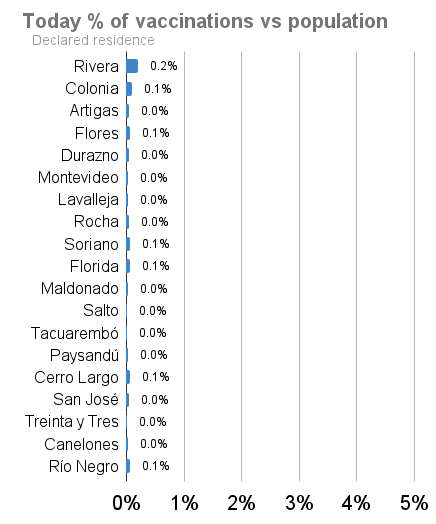 Today % of vaccinations vs population
Declared residence
Rivera 0.2%
Colonia 0.1%
Artigas 0.0%
Flores 0.1%
Durazno 0.0%
Montevideo 0.0%
Lavalleja 0.0%
Rocha 0.0%
Soriano 0.1%
Florida 0.1%
Maldonado 0.0%
Salto 0.0%
Tacuarembó 0.0%
Paysandú 0.0%
Cerro Largo 0.1%
San José 0.0%
Treinta y Tres 0.0%
Canelones 0.0%
Río Negro 0.1%
0% 1% 2% 3% 4% 5%